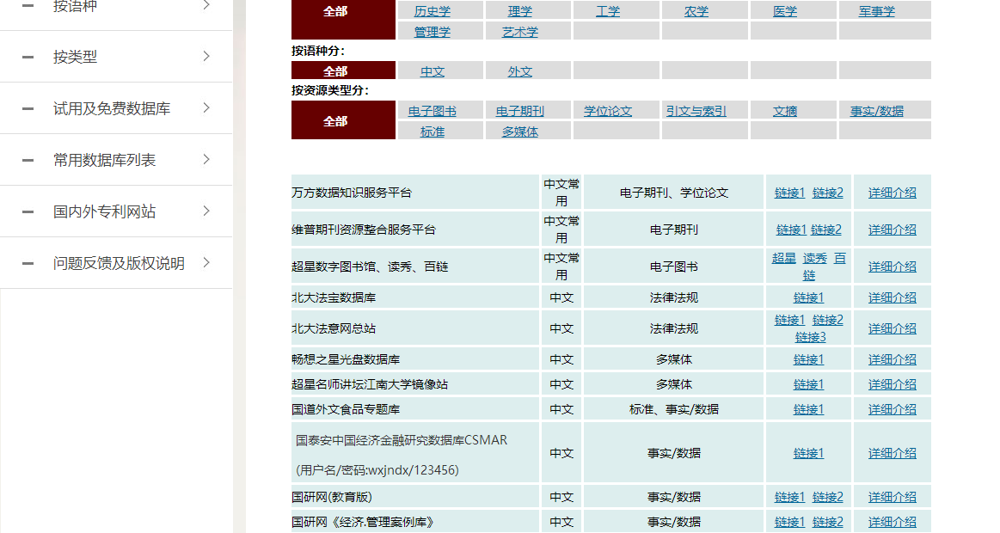 按语种
按类型
试用及免费数据库
常用数据库列表
国内外专利网站
问题反馈及版权说明
全部 历史学 理学 工学 农学 医学 军事学
管理学 艺术学
按语种分:
全部 中文 外文
按资源类型分:
全部 电子图书 电子期刊 学位论文 引文与索引 文摘 事实/数据
标准 多媒体
万方数据知识服务平台 中文常用 电子期刊、学位论文 链接1 链接2 详细介绍
维普期刊资源整合服务平台 中文常用 电子期刊 链接1 链接2 详细介绍
超星数字图书馆、读秀、百链 中文常用 电子图书 超星 读秀 百链 详细介绍
北大法宝数据库 中文 法律法规 链接1 详细介绍
北大法意网总站 中文 法律法规 链接1 链接2 链接3 详细介绍
畅想之星光盘数据库 中文 多媒体 链接1 详细介绍
超星名师讲坛江南大学镜像站 中文 多媒体 链接1 详细介绍
国道外文食品专题库 中文 标准、事实/数据 链接1 详细介绍
国泰安中国经济金融研究数据库CSMAR
(用户名/密码:wxjndx/123456) 中文 事实/数据 链接1 详细介绍
国研网(教育版) 中文 事实/数据 链接1 链接2 详细介绍
国研网《经济.管理案例库》 中文 事实/数据 链接1 链接2 详细介绍